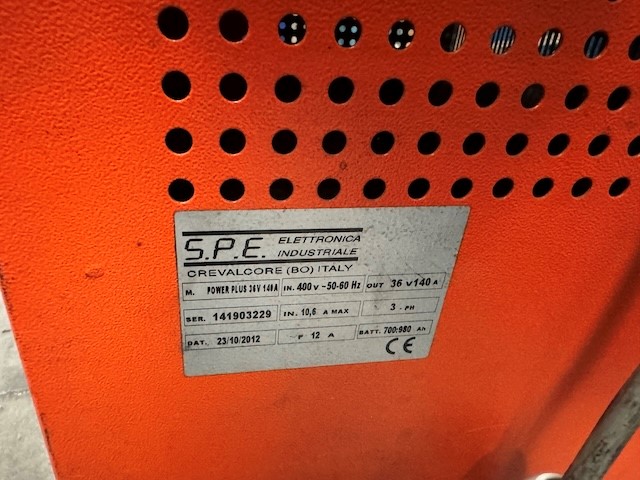 S.P.E. ELETTRONICA
INDUSTRIALE
CREVALCORE (BO) ITALY
M. POWER PLUS 36V 140A IN. 400 V ~50-60 Hz OUT 36 V 140 A
SER. 141903229 IN. 10,6 A MAX 3 - PH
DAT. 23/10/2012 F 12 A BATT. 700:980 Ah
CE